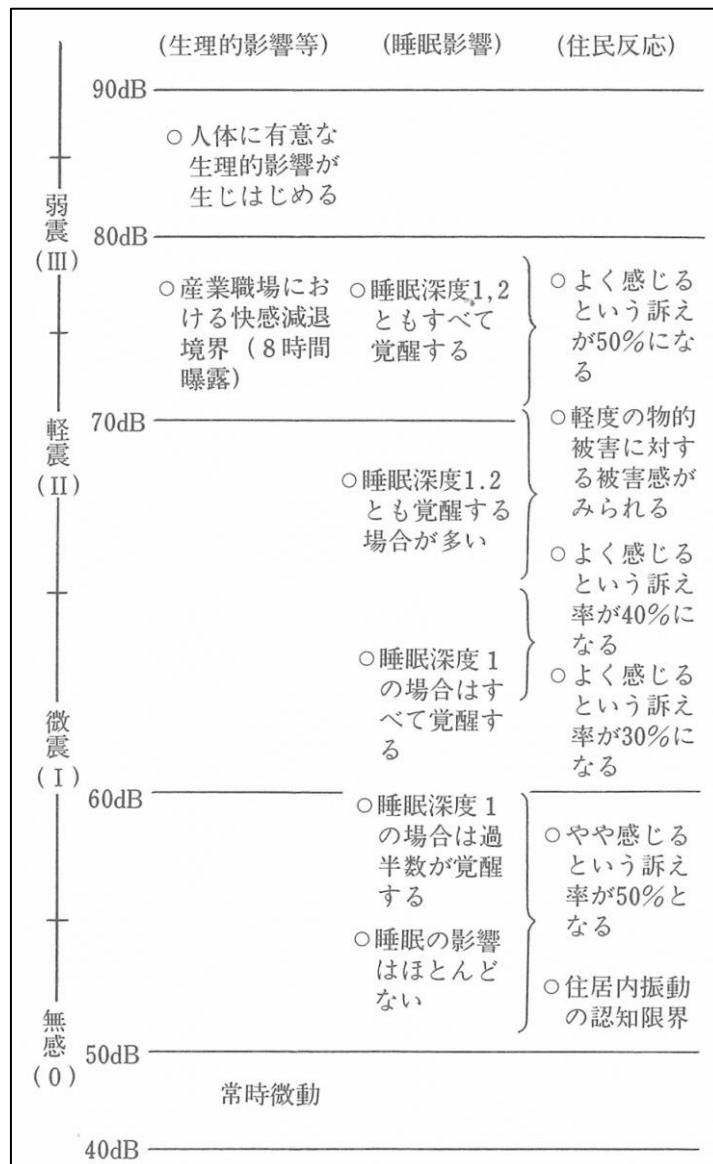 (生理的影響等) (睡眠影響) (住民反応)
90dB
○人体に有意な
生理的影響が
生じはじめる
弱震
(III)
80dB
○産業職場にお
ける快感減退
境界（8時間
曝露）
○睡眠深度1,2
ともすべて
覚醒する
○よく感じる
という訴え
が50%にな
る
70dB
軽震
(II)
○睡眠深度1.2
とも覚醒する
場合が多い
○軽度の物的
被害に対す
る被害感が
みられる
○よく感じる
という訴え
率が40%に
なる
○睡眠深度1
の場合はす
べて覚醒す
る
○よく感じる
という訴え
率が30%に
なる
微震
(I)
60dB
○睡眠深度1
の場合は過
半数が覚醒
する
○やや感じる
という訴え
率が50%と
なる
○睡眠の影響
はほとんど
ない
○住居内振動
の認知限界
無感
(0)
50dB
常時微動
40dB